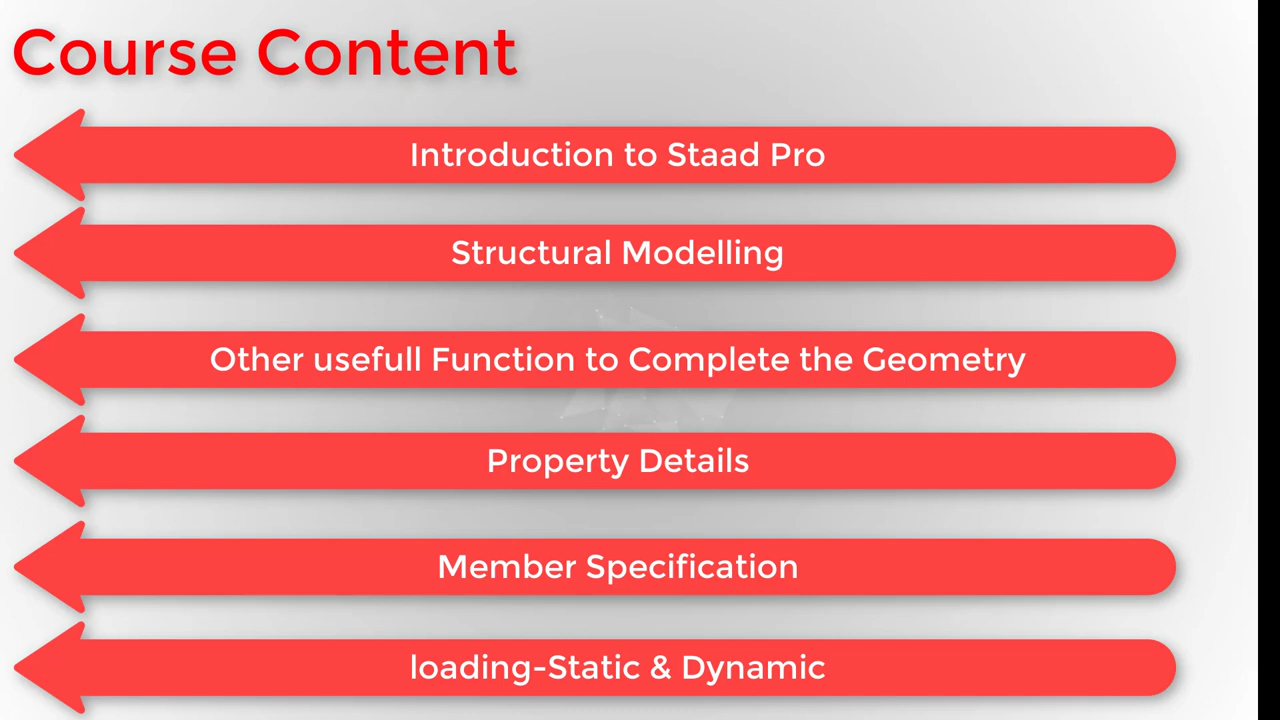 Course Content
Introduction to Staad Pro
Structural Modelling
Other usefull Function to Complete the Geometry
Property Details
Member Specification
loading-Static & Dynamic